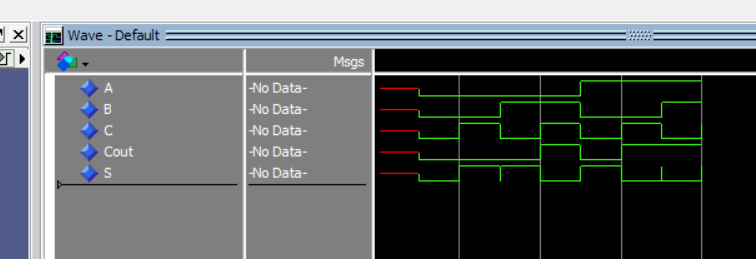 Wave - Default
Msgs
A -No Data-
B -No Data-
C -No Data-
Cout -No Data-
S -No Data-